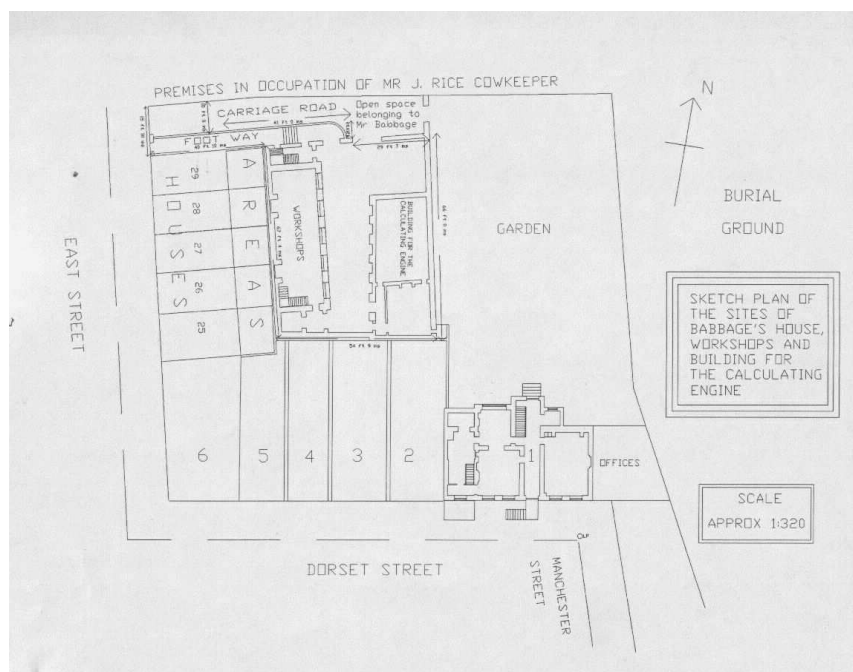 PREMISES IN OCCUPATION OF MR J. RICE COWKEEPER
N
CARRIAGE ROAD
Open space
belonging to
Mr Babbage
FOOT WAY
BURIAL
GROUND
GARDEN
AREAS
HOUSES
29
28
27
26
25
WORKSHOPS
BUILDING FOR THE
CALCULATING
ENGINE
EAST STREET
SKETCH PLAN OF
THE SITES OF
BABBAGE'S HOUSE,
WORKSHOPS AND
BUILDING FOR
THE CALCULATING
ENGINE
6
5
4
3
2
1
OFFICES
SCALE
APPROX 1:320
DORSET STREET
MANCHESTER
STREET